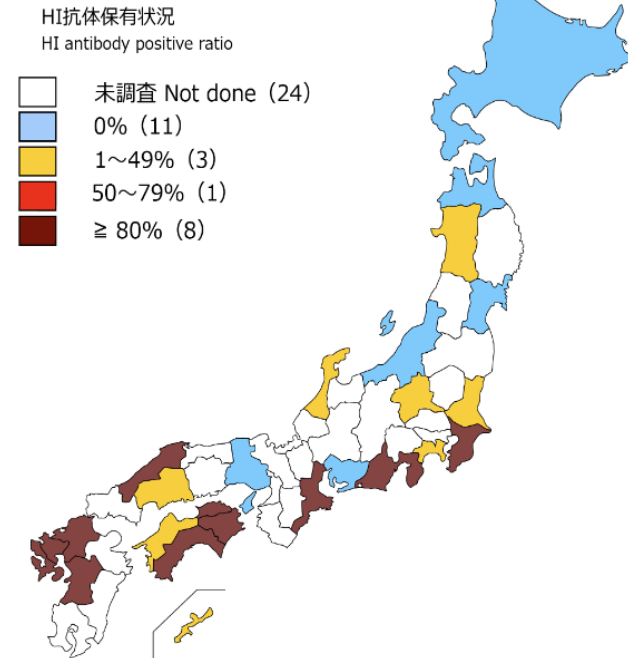 HI抗体保有状況
HI antibody positive ratio
未調査 Not done（24）
0%（11）
1～49%（3）
50～79%（1）
≧ 80%（8）